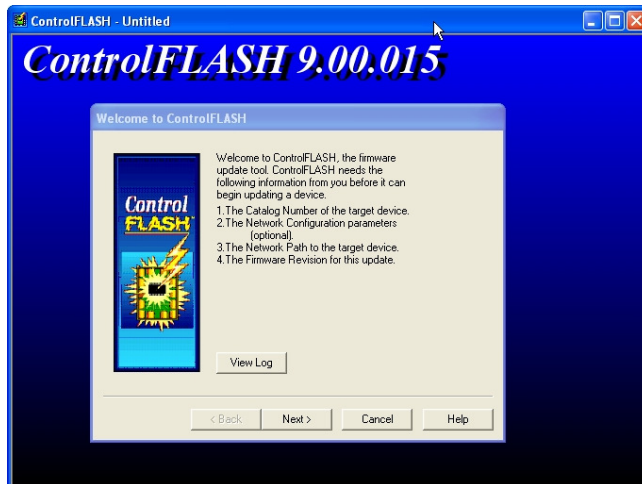 ControlFLASH - Untitled
ControlFLASH 9.00.015
Welcome to ControlFLASH
Control
FLASH
Welcome to ControlFLASH, the firmware
update tool. ControlFLASH needs the
following information from you before it can
begin updating a device.
1.The Catalog Number of the target device.
2.The Network Configuration parameters
(optional).
3.The Network Path to the target device.
4.The Firmware Revision for this update.
View Log
< Back Next > Cancel Help